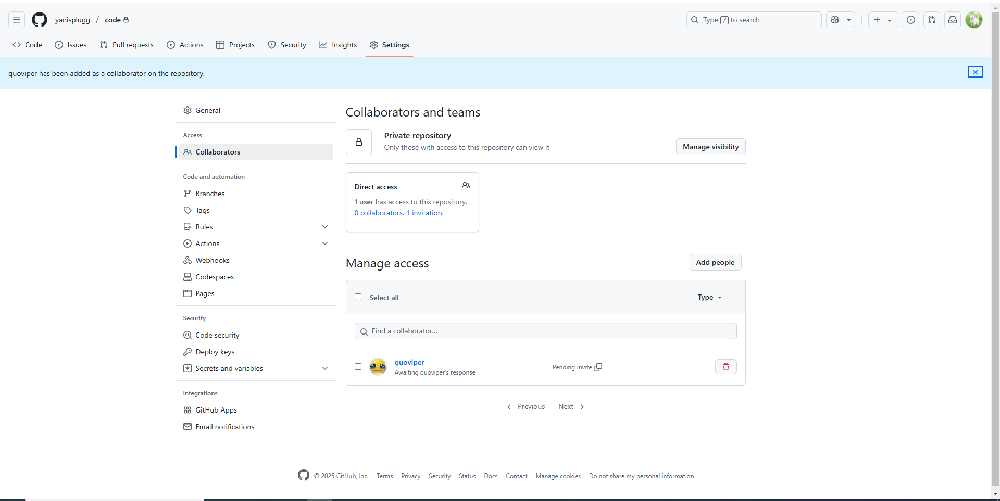 yanisplugg / code
Type / to search
Code Issues Pull requests Actions Projects Security Insights Settings
quoviper has been added as a collaborator on the repository.
General
Access
Collaborators
Code and automation
Branches
Tags
Rules
Actions
Webhooks
Codespaces
Pages
Security
Code security
Deploy keys
Secrets and variables
Integrations
GitHub Apps
Email notifications
Collaborators and teams
Private repository
Only those with access to this repository can view it
Manage visibility
Direct access
1 user has access to this repository.
0 collaborators. 1 invitation.
Manage access
Add people
Select all
Type
Find a collaborator...
quoviper
Awaiting quoviper's response
Pending Invite
Previous Next
© 2025 GitHub, Inc. Terms Privacy Security Status Docs Contact Manage cookies Do not share my personal information